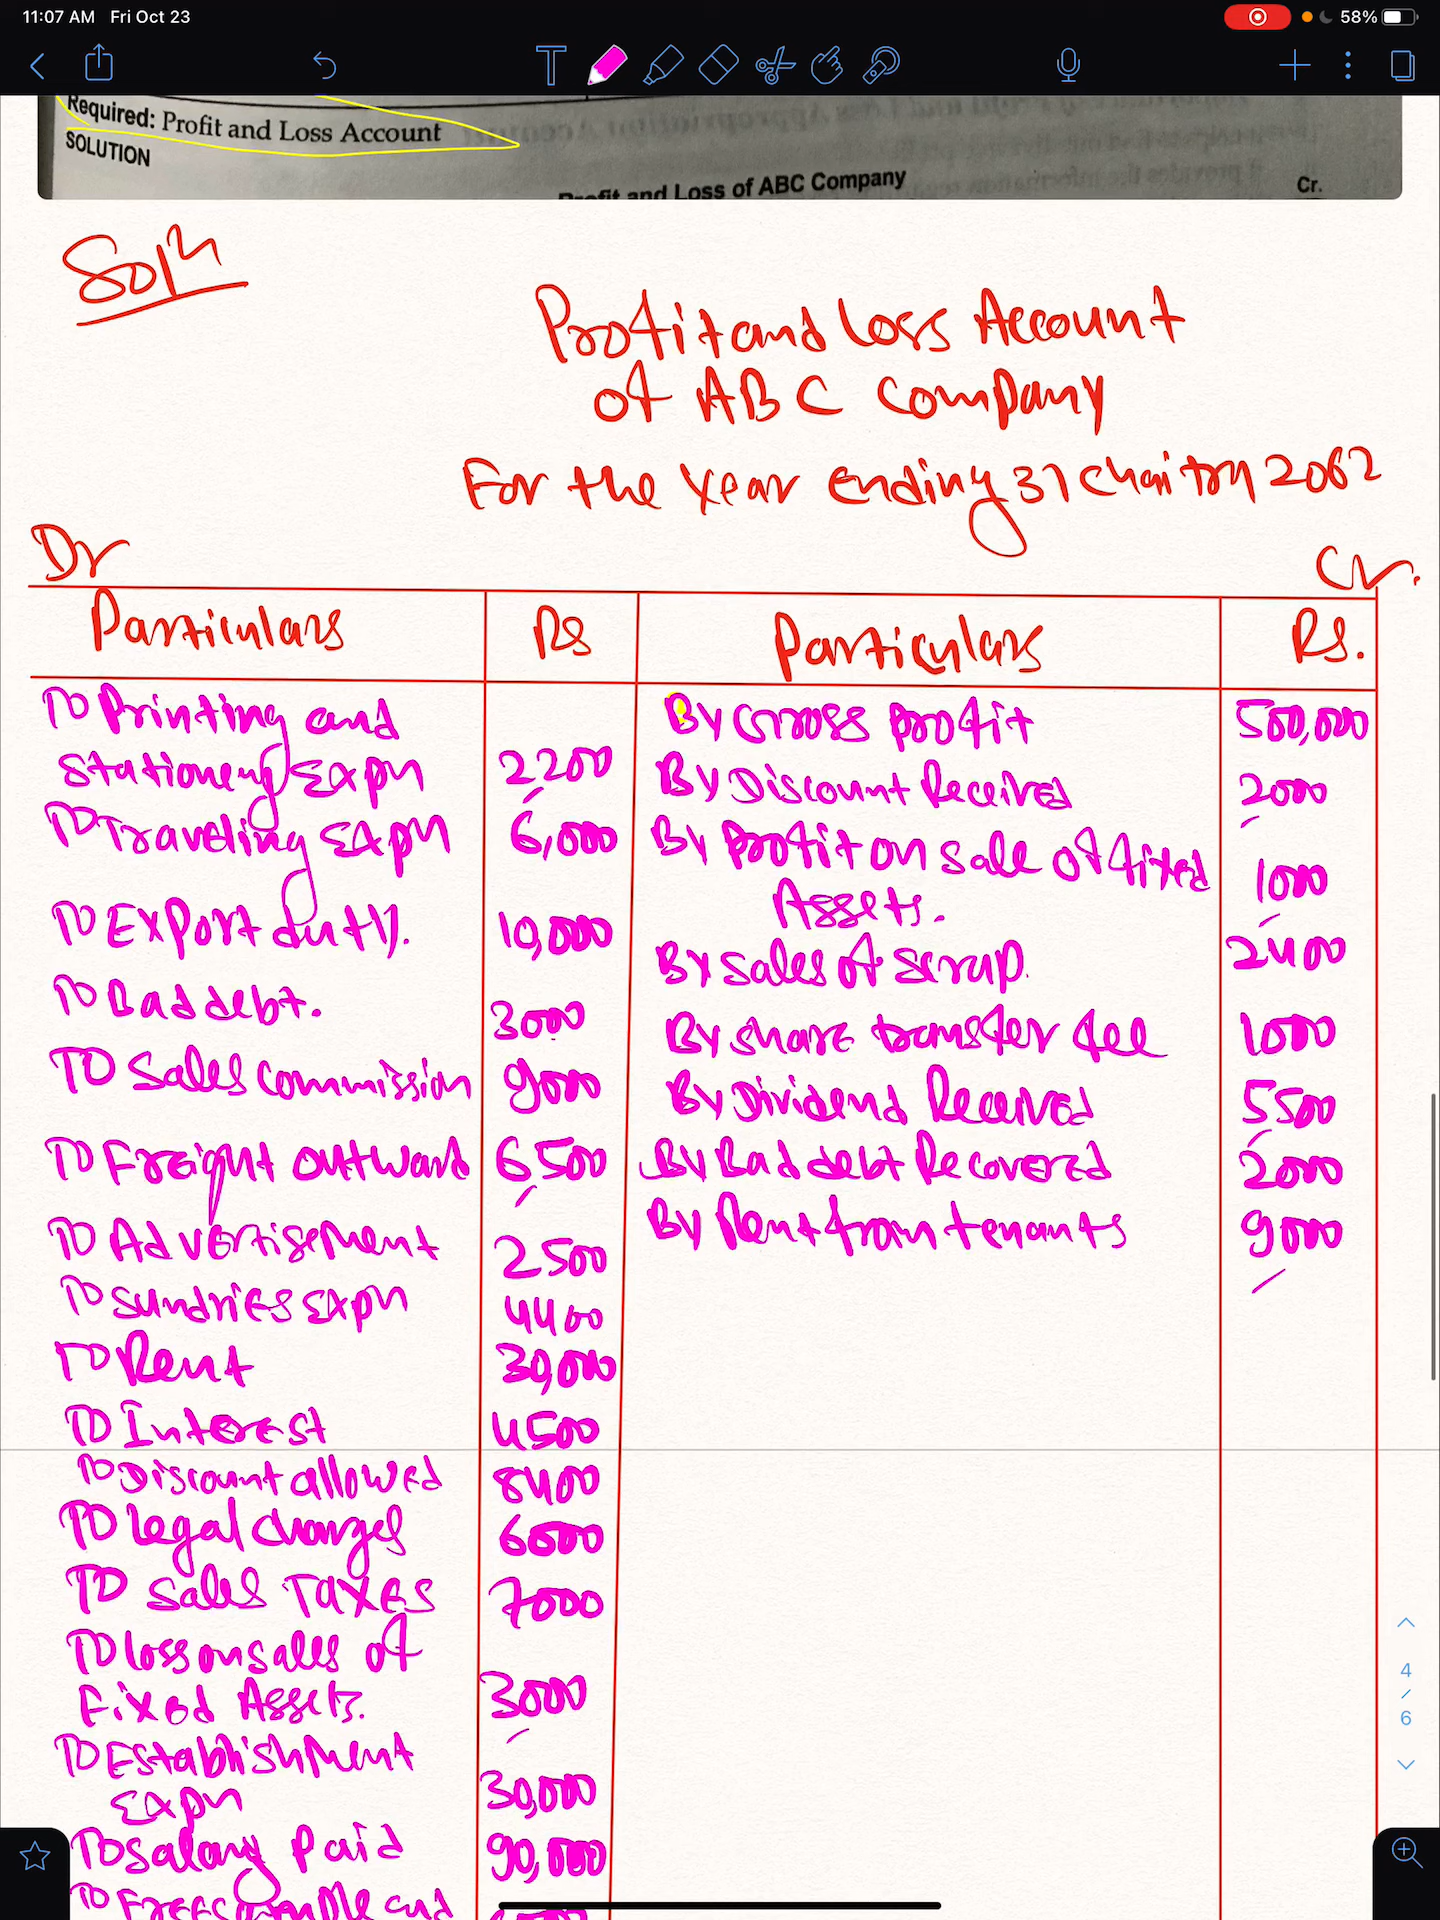 11:07 AM Fri Oct 23
58%
Required: Profit and Loss Account
SOLUTION
Profit and Loss of ABC Company
Cr.
Soln
Profit and Loss Account
of ABC Company
For the Year Ending 31 Chaitra 2062
Dr
Cr.
Particulars Rs Particulars Rs.
To Printing and
Stationery Expn 2200
To Traveling Expn 6,000
To Export duty. 10,000
To Bad debt. 3000
To Sales Commission 9000
To Freight outward 6500
To Advertisement 2500
To Sundries Expn 4400
To Rent 30,000
To Interest 4500
To Discount allowed 8400
To Legal charges 6000
To Sales Taxes 7000
To Loss on sales of
Fixed Assets. 3000
To Establishment
Expn 30,000
To Salary Paid 90,000
To Free sample and
By Gross profit 500,000
By Discount Received 2000
By Profit on Sale of fixed
Assets. 1000
By Sales of Scrap. 2400
By Share transfer fee 1000
By Dividend Received 5500
By Bad debt Recovered 2000
By Rent from tenants 9000
4
/
6